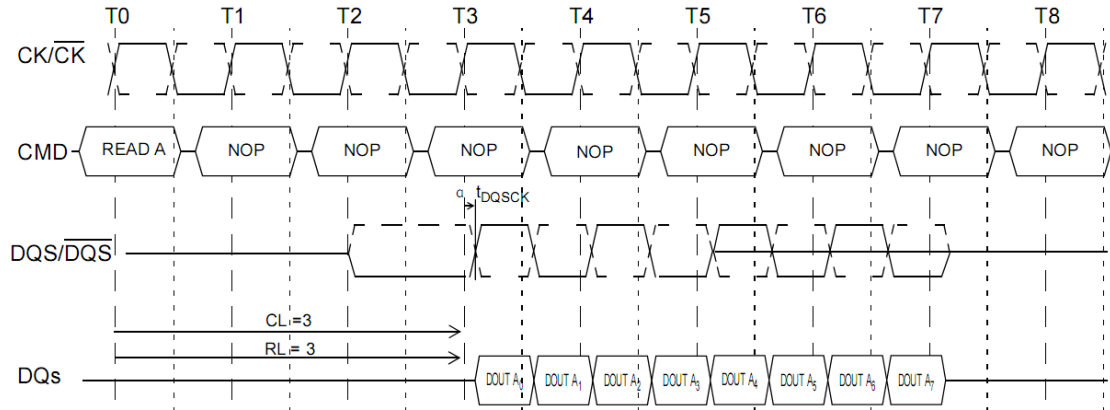 T0 T1 T2 T3 T4 T5 T6 T7 T8
CK/CK
CMD READ A NOP NOP NOP NOP NOP NOP NOP NOP
α tDQSCK
DQS/DQS
CL =3
RL = 3
DQs DOUT A0 DOUT A1 DOUT A2 DOUT A3 DOUT A4 DOUT A5 DOUT A6 DOUT A7